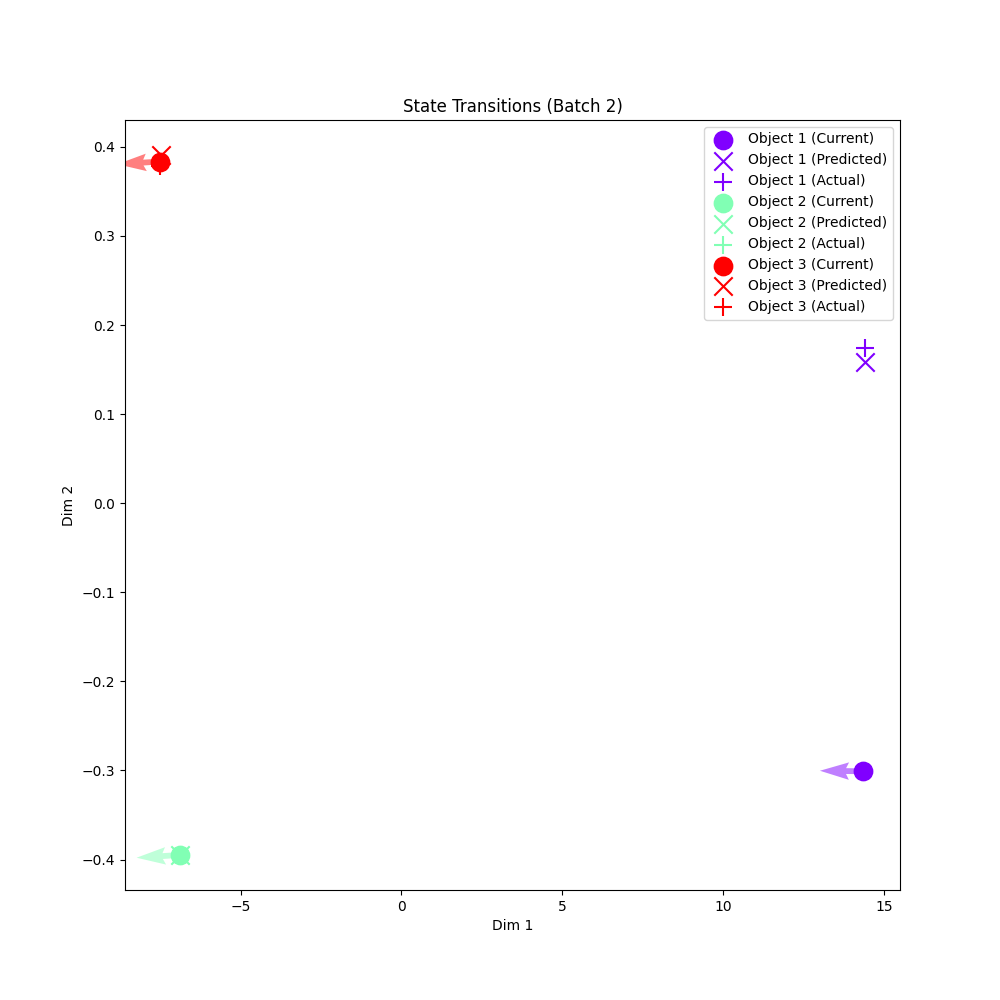 State Transitions (Batch 2)
Object 1 (Current)
Object 1 (Predicted)
Object 1 (Actual)
Object 2 (Current)
Object 2 (Predicted)
Object 2 (Actual)
Object 3 (Current)
Object 3 (Predicted)
Object 3 (Actual)
0.4
0.3
0.2
0.1
0.0
−0.1
−0.2
−0.3
−0.4
Dim 2
−5
0
5
10
15
Dim 1